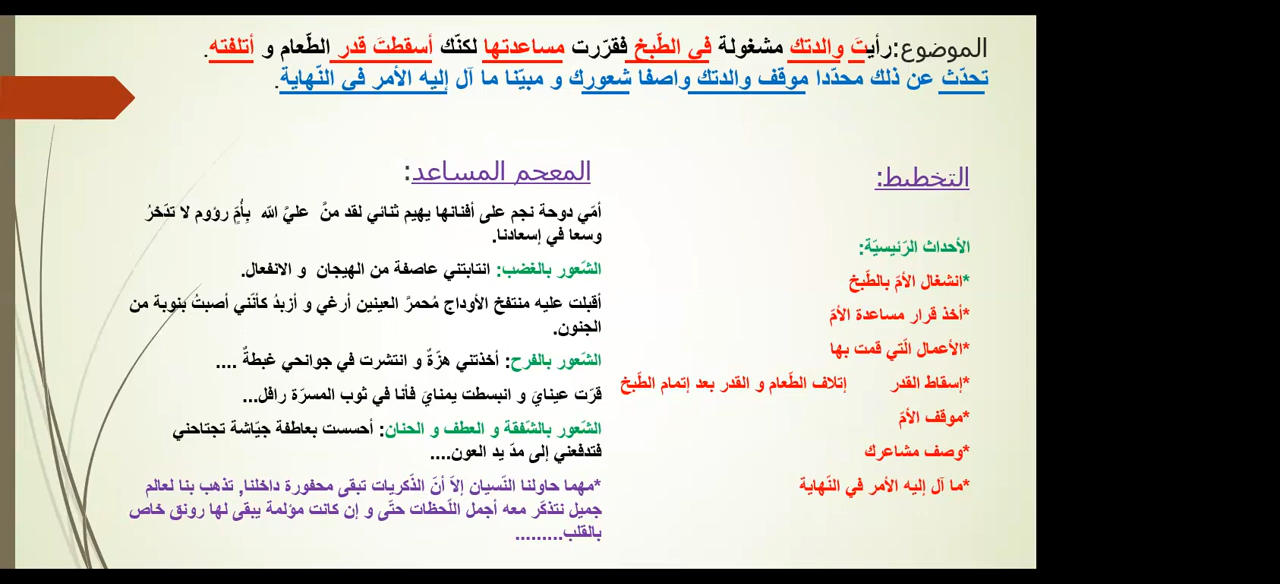 الموضوع:رأيتَ والدتك مشغولة في الطّبخ فقرّرت مساعدتها لكنّك أسقطتَ قدر الطّعام و أتلفته.
تحدّث عن ذلك محدّدا موقف والدتك واصفا شعورك و مبيّنا ما آل إليه الأمر في النّهاية.
التخطيط:
الأحداث الرّئيسيّة:
*انشغال الأمّ بالطّبخ
*أخذ قرار مساعدة الأمّ
*الأعمال الّتي قمت بها
*إسقاط القدر إتلاف الطّعام و القدر بعد إتمام الطّبخ
*موقف الأمّ
*وصف مشاعرك
*ما آل إليه الأمر في النّهاية
المعجم المساعد:
أمّي دوحة نجم على أفنانها يهيم ثنائي لقد منَّ عليَّ الله بِأُمٍّ رؤوم لا تدّخرُ
وسعا في إسعادنا.
الشّعور بالغضب: انتابتني عاصفة من الهيجان و الانفعال.
أقبلت عليه منتفخ الأوداج مُحمرَّ العينين أرغي و أزبدُ كأنّني أصبتُ بنوبة من
الجنون.
الشّعور بالفرح: أخذتني هزّةٌ و انتشرت في جوانحي غبطةٌ ....
قرّت عينايَ و انبسطت يمنايَ فأنا في ثوب المسرّة رافل...
الشّعور بالشّفقة و العطف و الحنان: أحسست بعاطفة جيّاشة تجتاحني
فتدفعني إلى مدّ يد العون....
*مهما حاولنا النّسيان إلاّ أنّ الذّكريات تبقى محفورة داخلنا, تذهب بنا لعالم
جميل نتذكّر معه أجمل اللّحظات حتّى و إن كانت مؤلمة يبقى لها رونق خاص
بالقلب.........